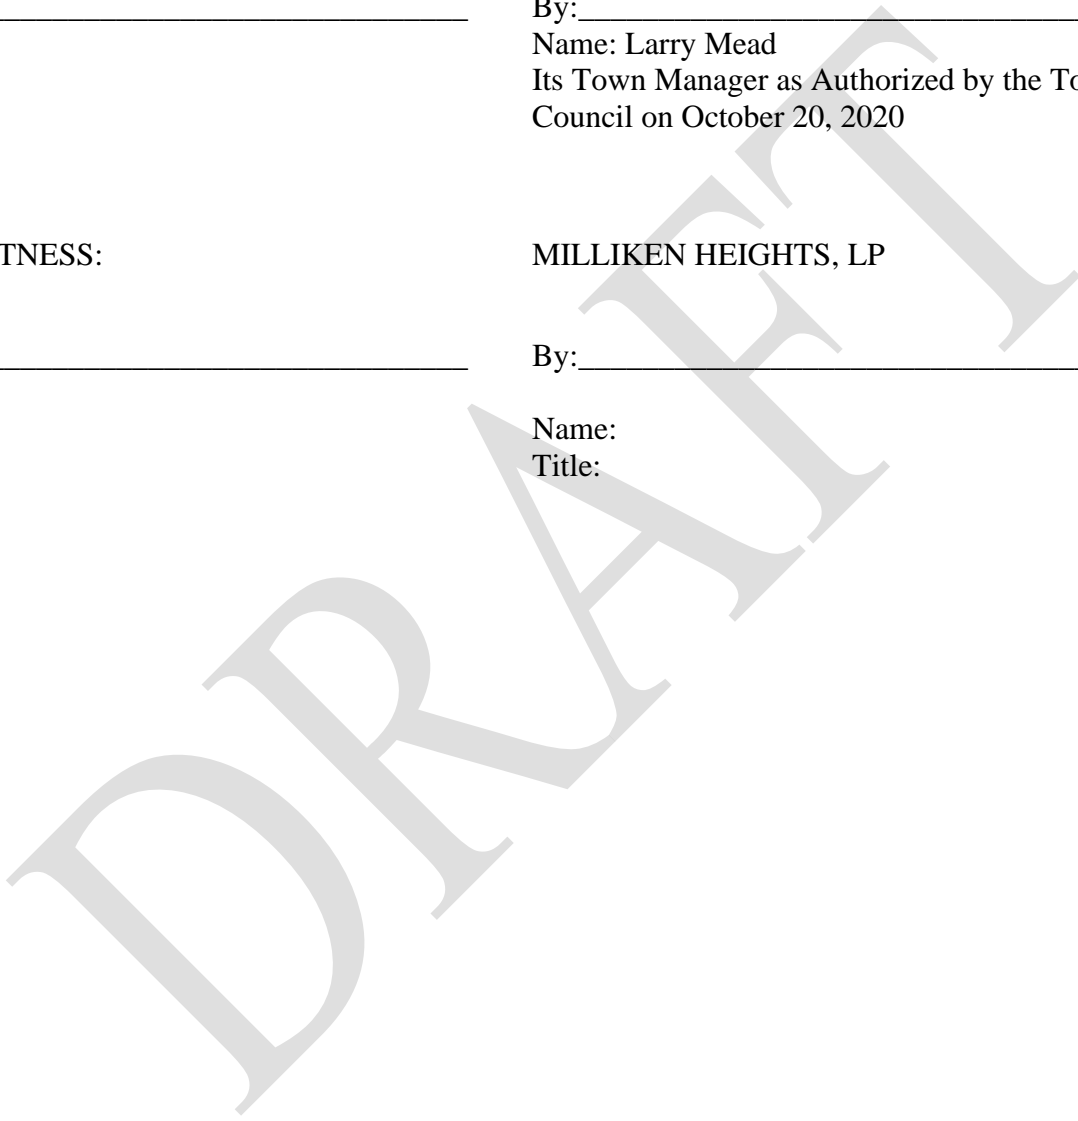 By:
Name: Larry Mead
Its Town Manager as Authorized by the
Council on October 20, 2020
TNESS: MILLIKEN HEIGHTS, LP
By:
Name:
Title:
DRAFT